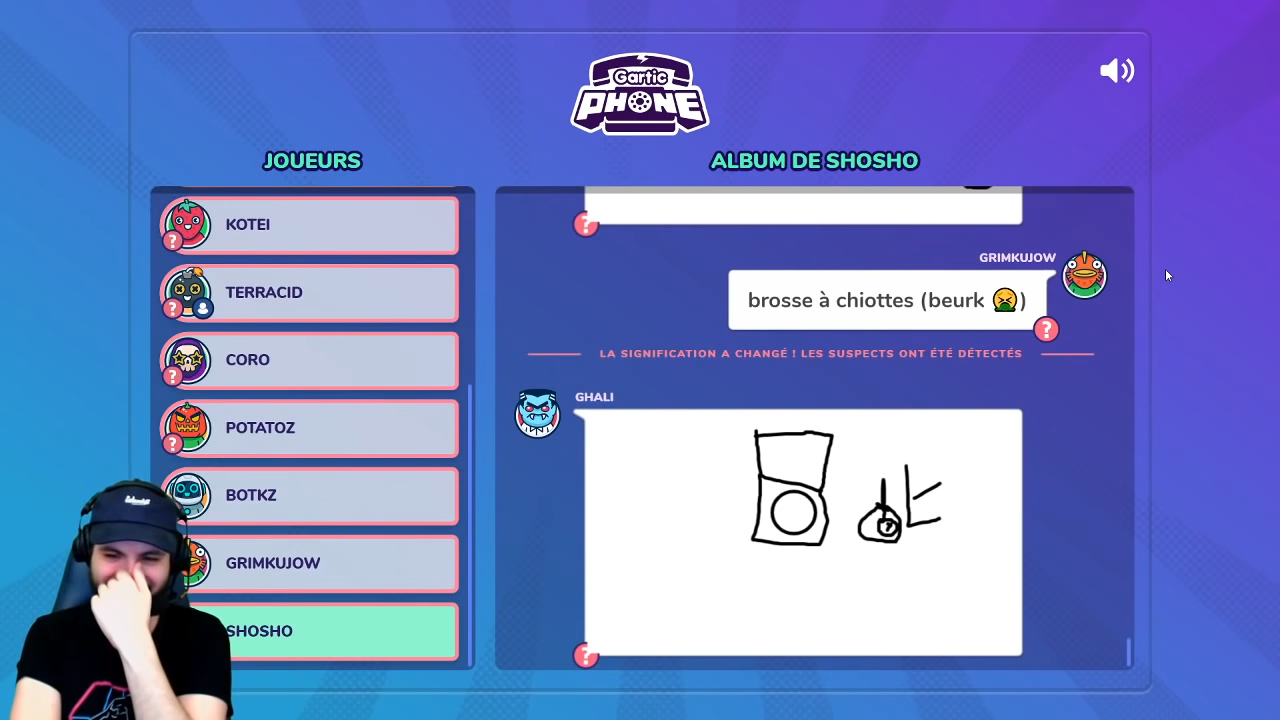 Gartic
PHONE
JOUEURS
ALBUM DE SHOSHO
KOTEI
TERRACID
CORO
POTATOZ
BOTKZ
GRIMKUJOW
SHOSHO
GRIMKUJOW
brosse à chiottes (beurk 🤮)
LA SIGNIFICATION A CHANGÉ ! LES SUSPECTS ONT ÉTÉ DÉTECTÉS
GHALI